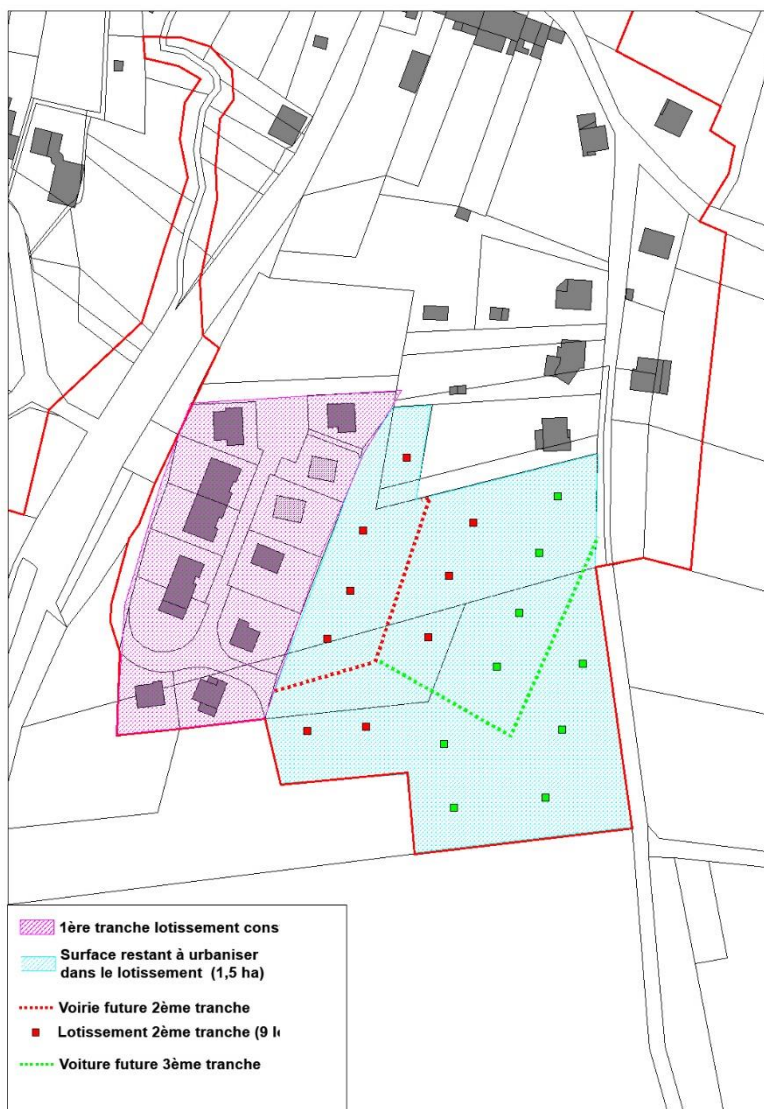 1ère tranche lotissement cons
Surface restant à urbaniser
dans le lotissement (1,5 ha)
Voirie future 2ème tranche
Lotissement 2ème tranche (9 l
Voiture future 3ème tranche